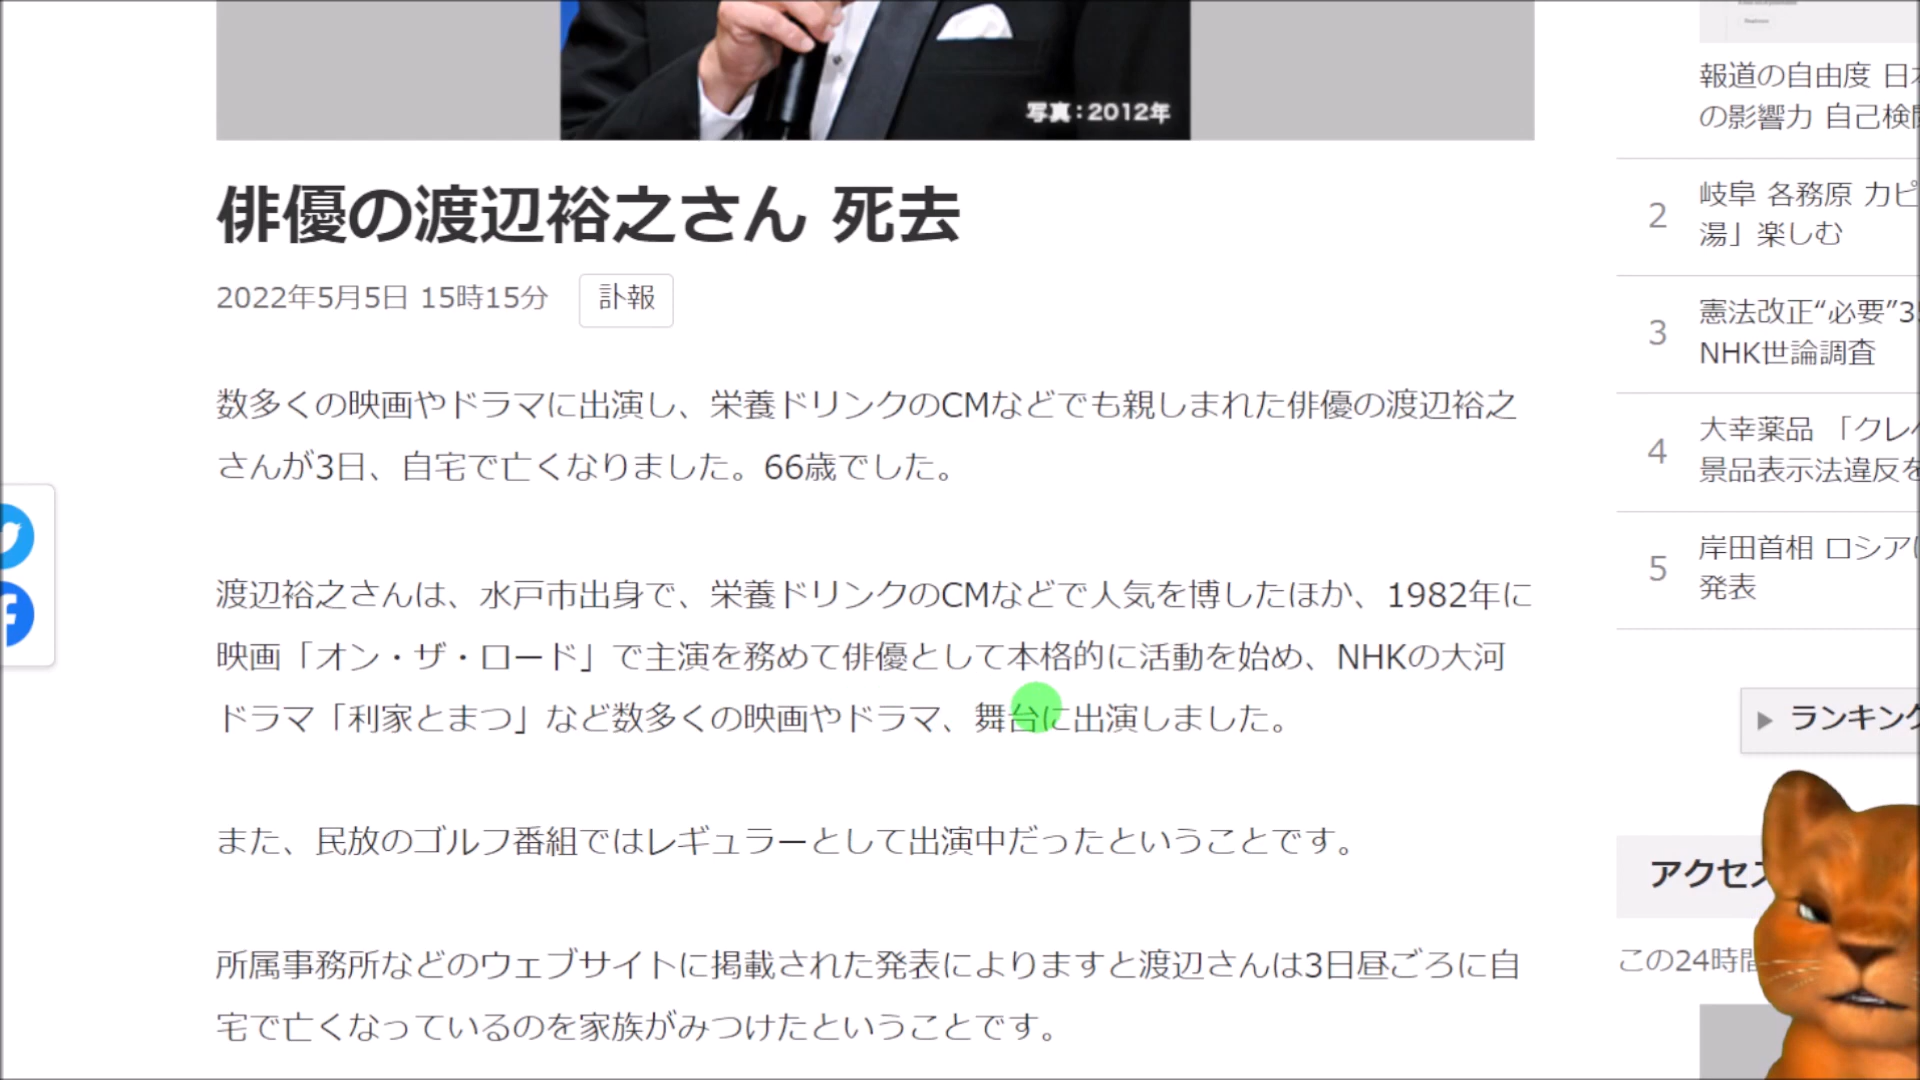 写真：2012年
俳優の渡辺裕之さん 死去
2022年5月5日 15時15分
訃報
数多くの映画やドラマに出演し、栄養ドリンクのCMなどでも親しまれた俳優の渡辺裕之
さんが3日、自宅で亡くなりました。66歳でした。
渡辺裕之さんは、水戸市出身で、栄養ドリンクのCMなどで人気を博したほか、1982年に
映画「オン・ザ・ロード」で主演を務めて俳優として本格的に活動を始め、NHKの大河
ドラマ「利家とまつ」など数多くの映画やドラマ、舞台に出演しました。
また、民放のゴルフ番組ではレギュラーとして出演中だったということです。
所属事務所などのウェブサイトに掲載された発表によりますと渡辺さんは3日昼ごろに自
宅で亡くなっているのを家族がみつけたということです。
報道の自由度 日
の影響力 自己検
2
岐阜 各務原 カピ
湯」楽しむ
3
憲法改正“必要”3
NHK世論調査
4
大幸薬品 「クレ
景品表示法違反を
5
岸田首相 ロシア
発表
ランキン
アクセ
この24時間